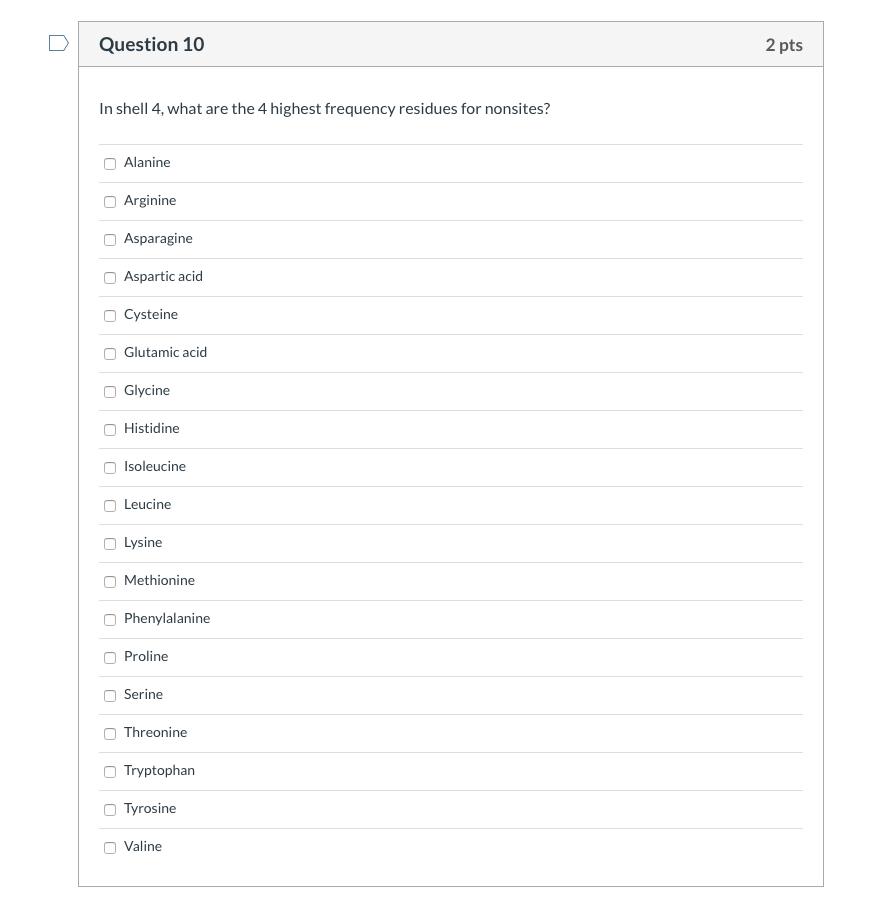 Question 10
2 pts
In shell 4, what are the 4 highest frequency residues for nonsites?
Alanine
Arginine
Asparagine
Aspartic acid
Cysteine
Glutamic acid
Glycine
Histidine
Isoleucine
Leucine
Lysine
Methionine
Phenylalanine
Proline
Serine
Threonine
Tryptophan
Tyrosine
Valine